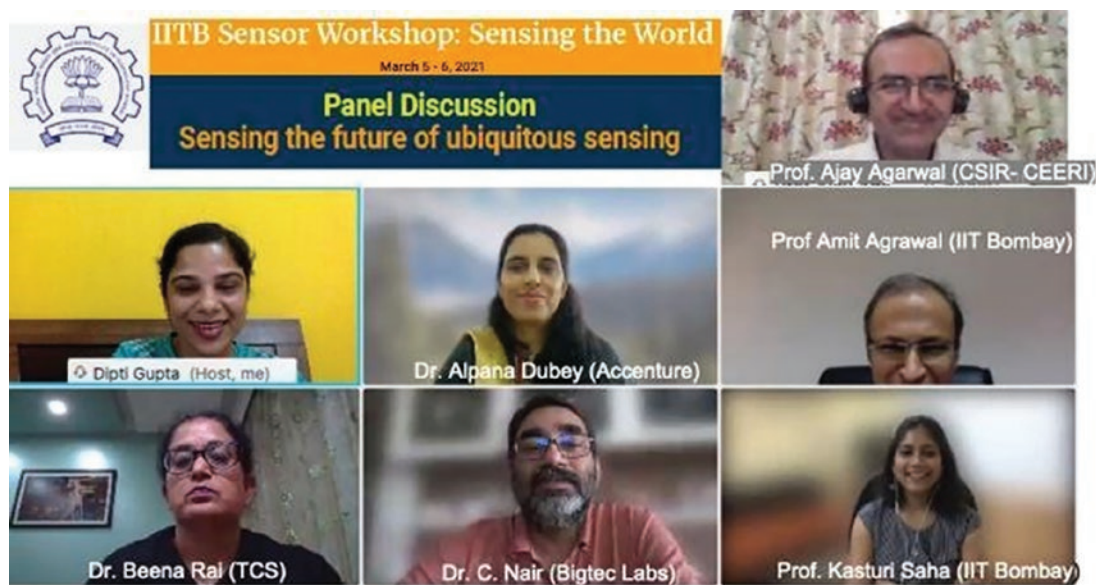 IITB Sensor Workshop: Sensing the World
March 5 - 6, 2021
Panel Discussion
Sensing the future of ubiquitous sensing
Prof. Ajay Agarwal (CSIR- CEERI)
Dipti Gupta (Host, me)
Dr. Alpana Dubey (Accenture)
Prof Amit Agrawal (IIT Bombay)
Dr. Beena Rai (TCS)
Dr. C. Nair (Bigtec Labs)
Prof. Kasturi Saha (IIT Bombay)